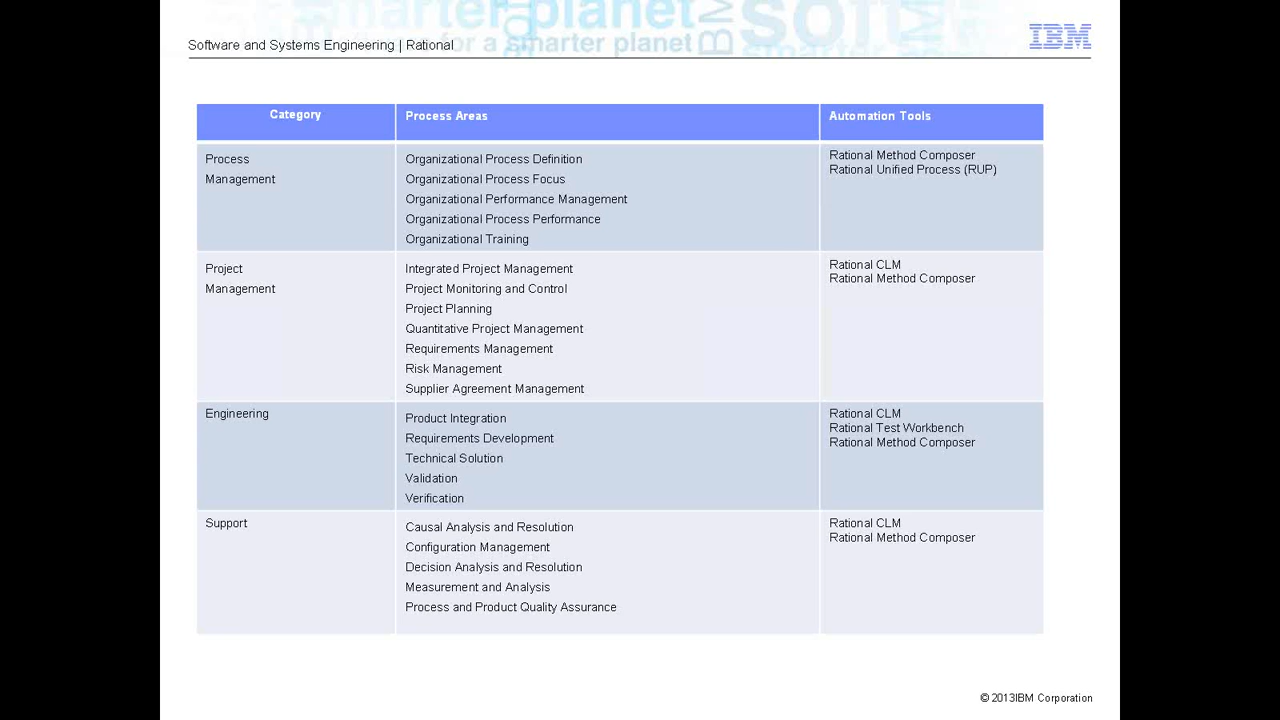 Software and Systems Engineering |
IBM
Category
Process Areas
Automation Tools
Process
Management
Organizational Process Definition
Organizational Process Focus
Organizational Performance Management
Organizational Process Performance
Organizational Training
Rational Method Composer
Rational Unified Process (RUP)
Project
Management
Integrated Project Management
Project Monitoring and Control
Project Planning
Quantitative Project Management
Requirements Management
Risk Management
Supplier Agreement Management
Rational CLM
Rational Method Composer
Engineering
Product Integration
Requirements Development
Technical Solution
Validation
Verification
Rational CLM
Rational Test Workbench
Rational Method Composer
Support
Causal Analysis and Resolution
Configuration Management
Decision Analysis and Resolution
Measurement and Analysis
Process and Product Quality Assurance
Rational CLM
Rational Method Composer
© 2013IBM Corporation